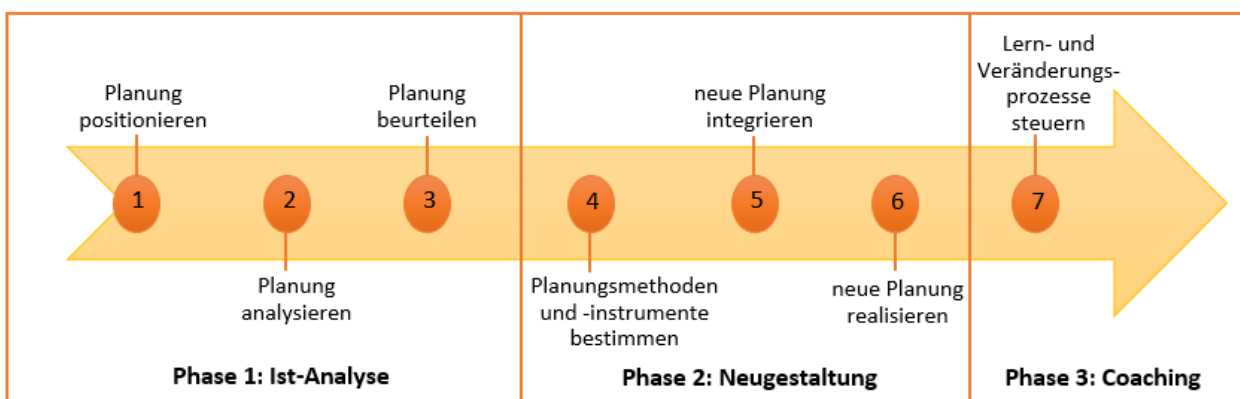 Planung
positionieren
1
Planung
analysieren
2
Planung
beurteilen
3
Phase 1: Ist-Analyse
Planungsmethoden
und -instrumente
bestimmen
4
neue Planung
integrieren
5
neue Planung
realisieren
6
Phase 2: Neugestaltung
Lern- und
Veränderungs-
prozesse
steuern
7
Phase 3: Coaching